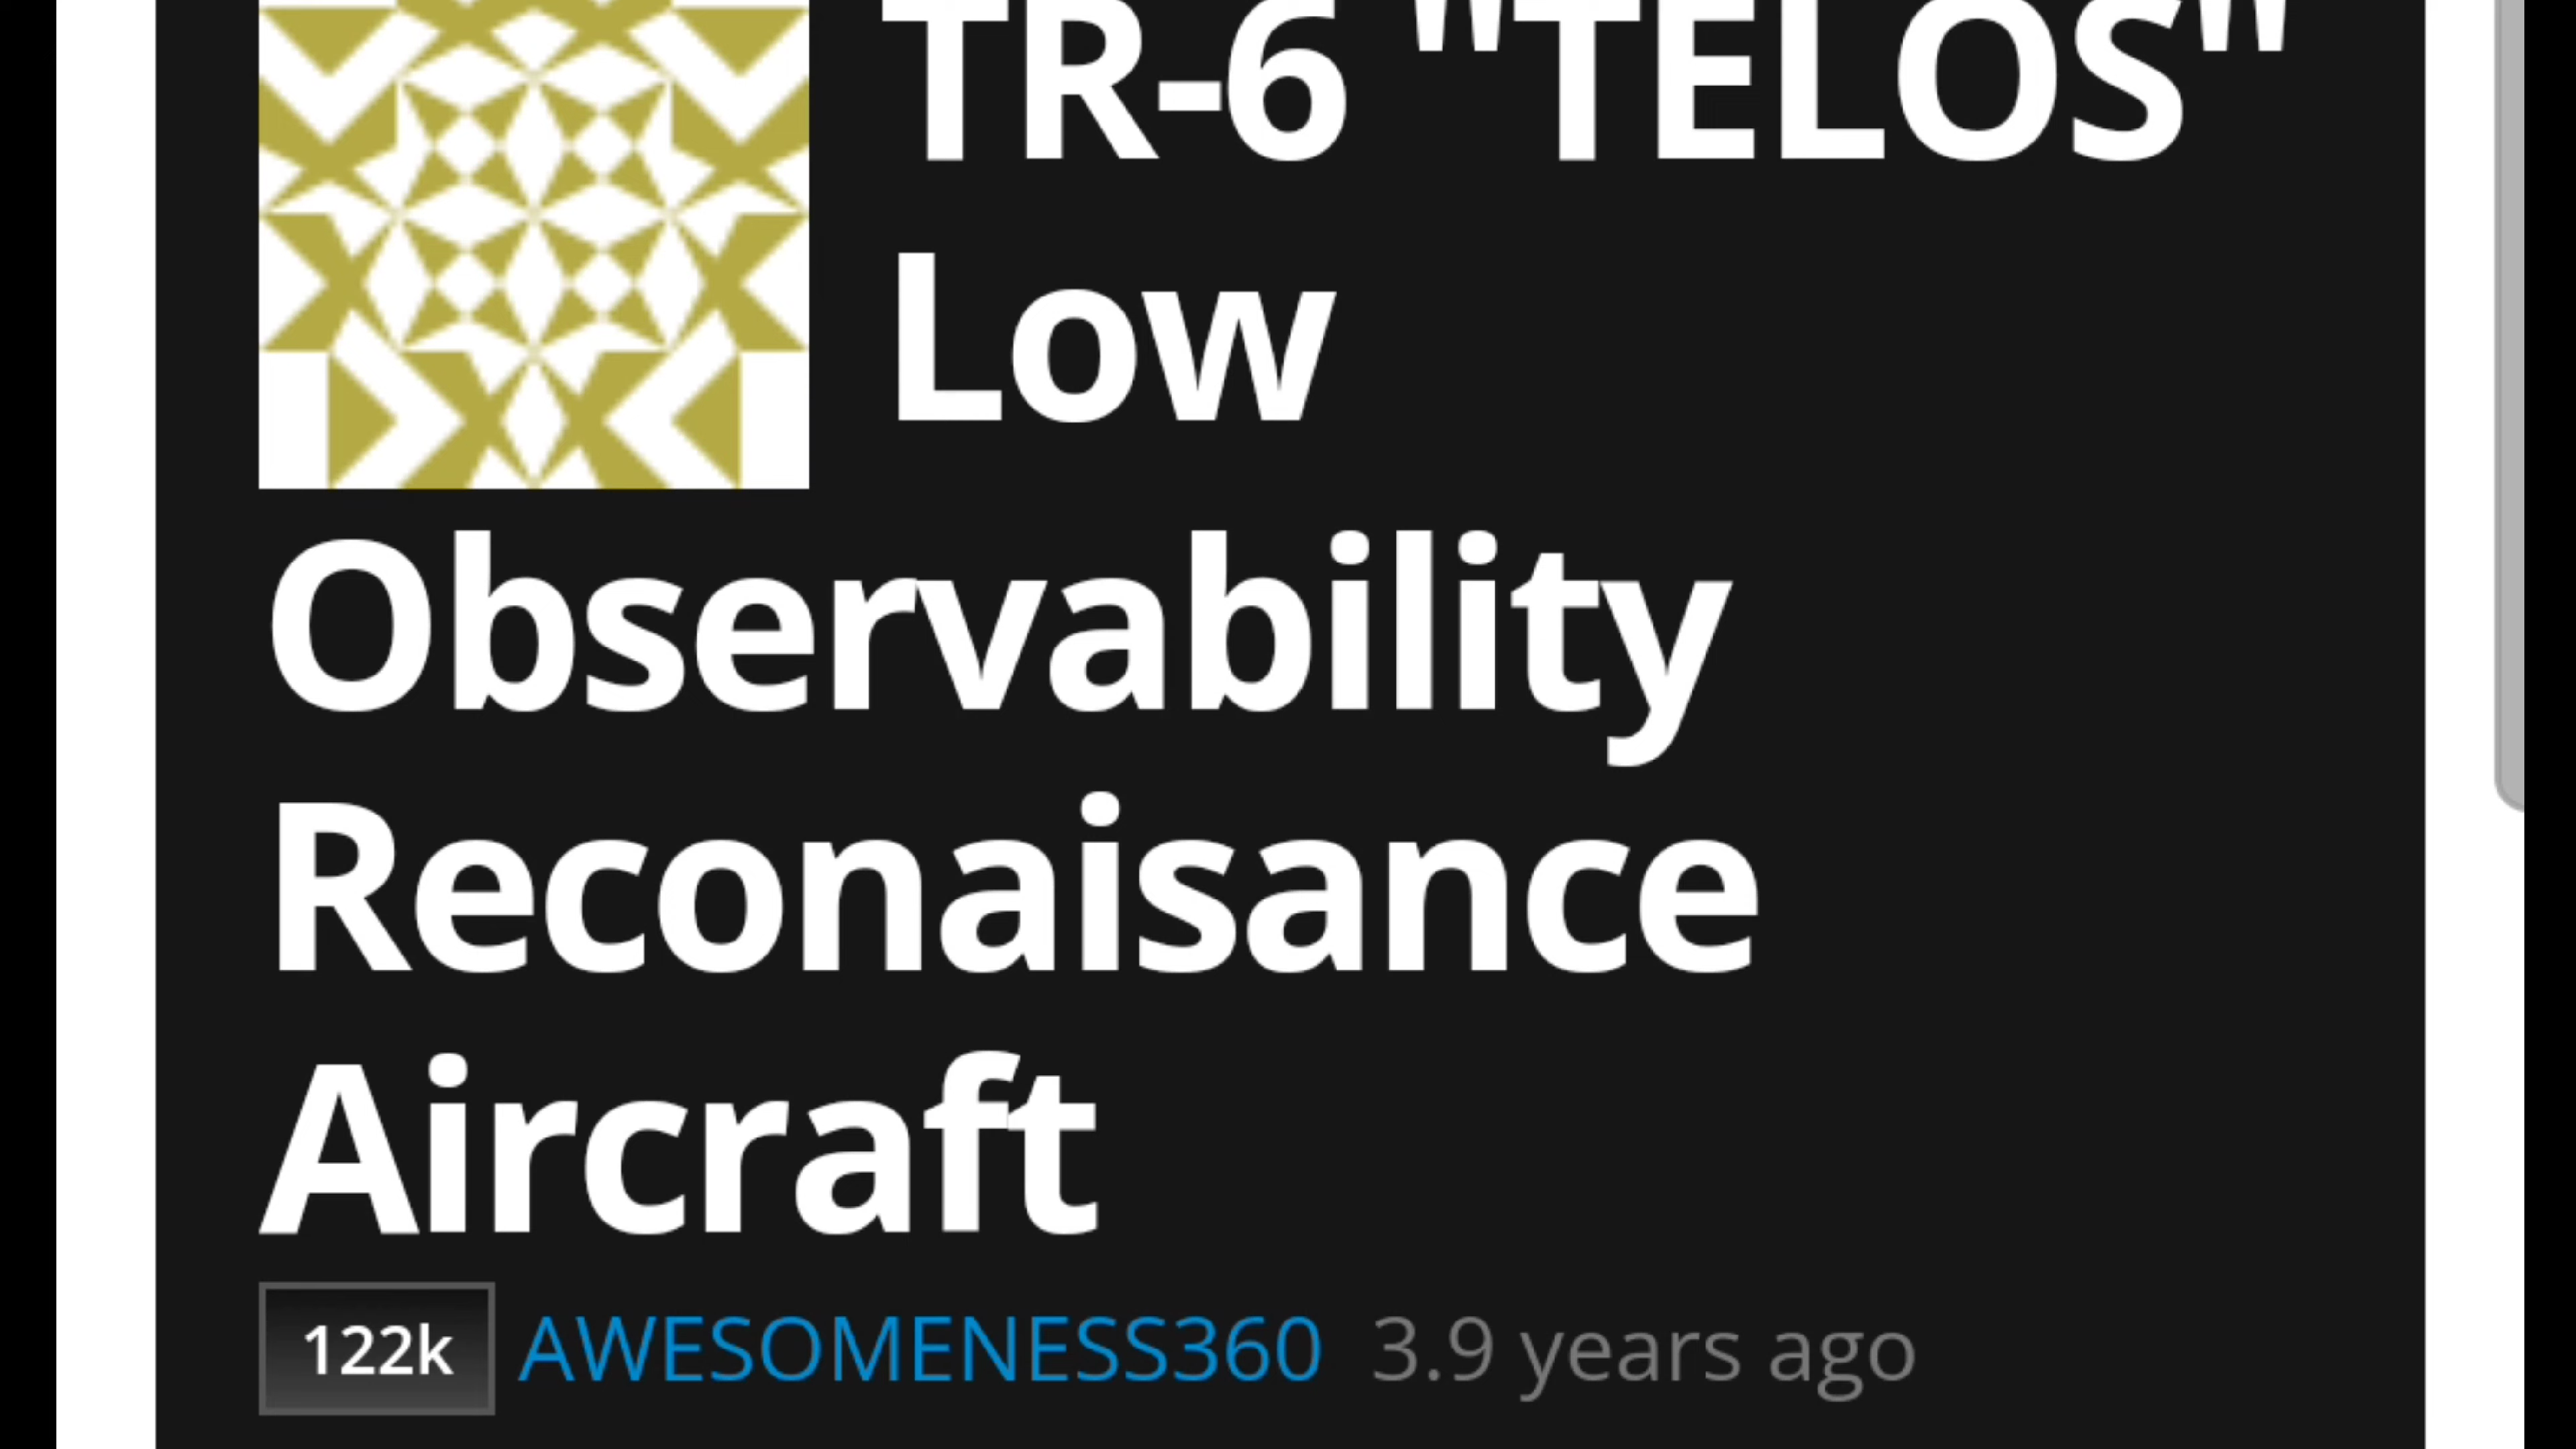 TR-6 "TELOS"
Low
Observability
Reconaisance
Aircraft
122k AWESOMENESS360 3.9 years ago